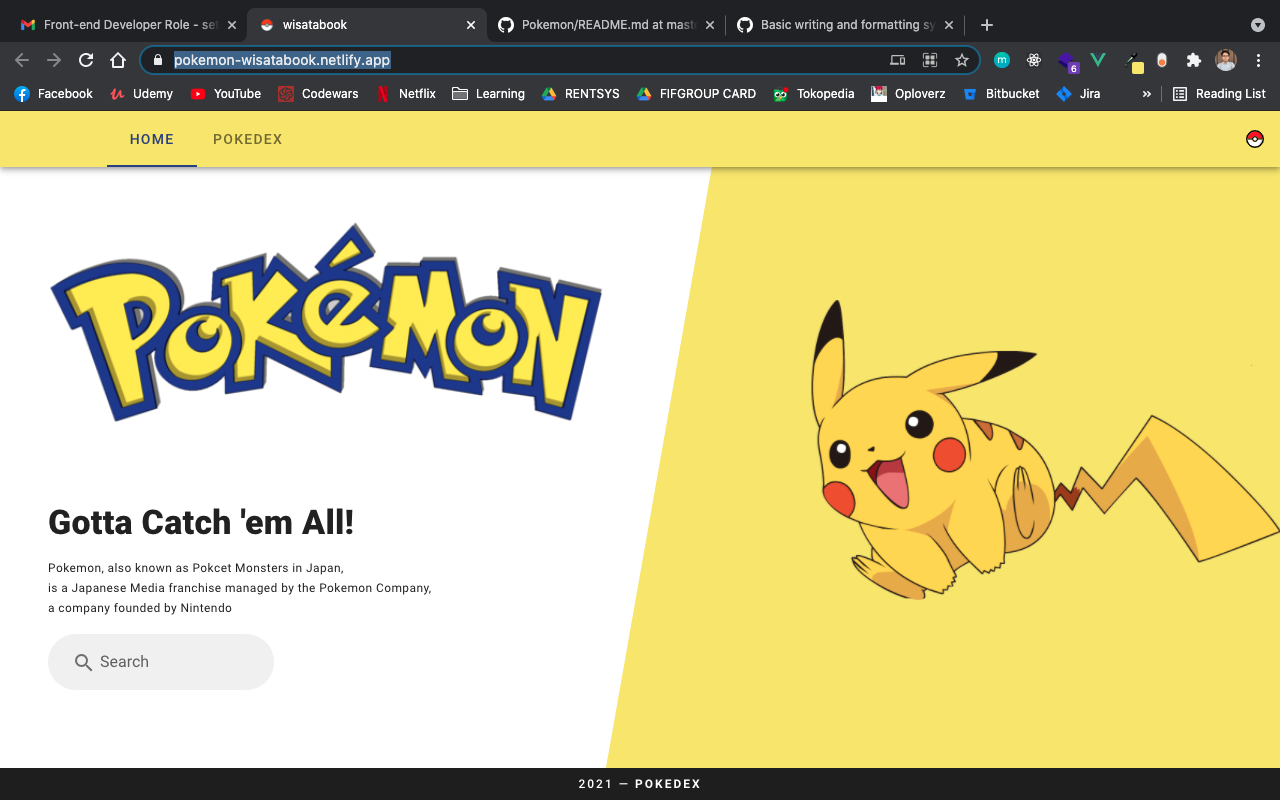 Front-end Developer Role - se
wisatabook
Pokemon/README.md at mast
Basic writing and formatting sy
pokemon-wisatabook.netlify.app
m
6
Facebook
Udemy
YouTube
Codewars
Netflix
Learning
RENTSYS
FIFGROUP CARD
Tokopedia
Oploverz
Bitbucket
Jira
»
Reading List
HOME
POKEDEX
POKéMON
Gotta Catch 'em All!
Pokemon, also known as Pokcet Monsters in Japan,
is a Japanese Media franchise managed by the Pokemon Company,
a company founded by Nintendo
Search
2021 — POKEDEX